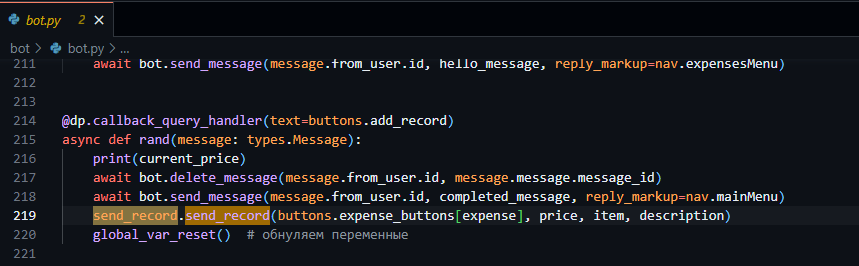 bot.py 2 ×
bot > bot.py > ...
211 await bot.send_message(message.from_user.id, hello_message, reply_markup=nav.expensesMenu)
212
213
214 @dp.callback_query_handler(text=buttons.add_record)
215 async def rand(message: types.Message):
216 print(current_price)
217 await bot.delete_message(message.from_user.id, message.message.message_id)
218 await bot.send_message(message.from_user.id, completed_message, reply_markup=nav.mainMenu)
219 send_record.send_record(buttons.expense_buttons[expense], price, item, description)
220 global_var_reset() # обнуляем переменные
221